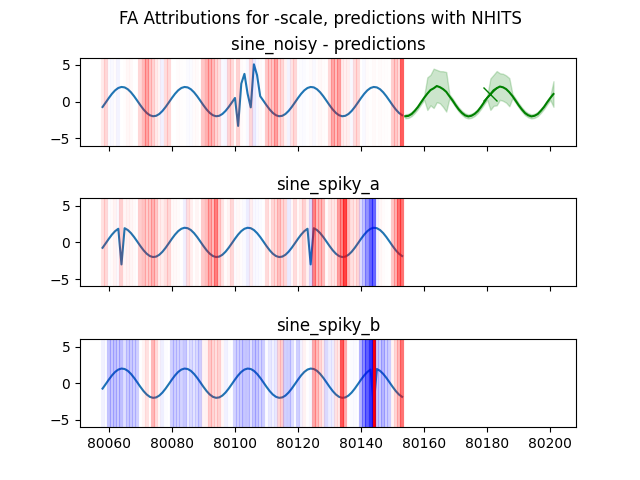 FA Attributions for -scale, predictions with NHITS
sine_noisy - predictions
5
0
−5
sine_spiky_a
5
0
−5
sine_spiky_b
5
0
−5
80060 80080 80100 80120 80140 80160 80180 80200